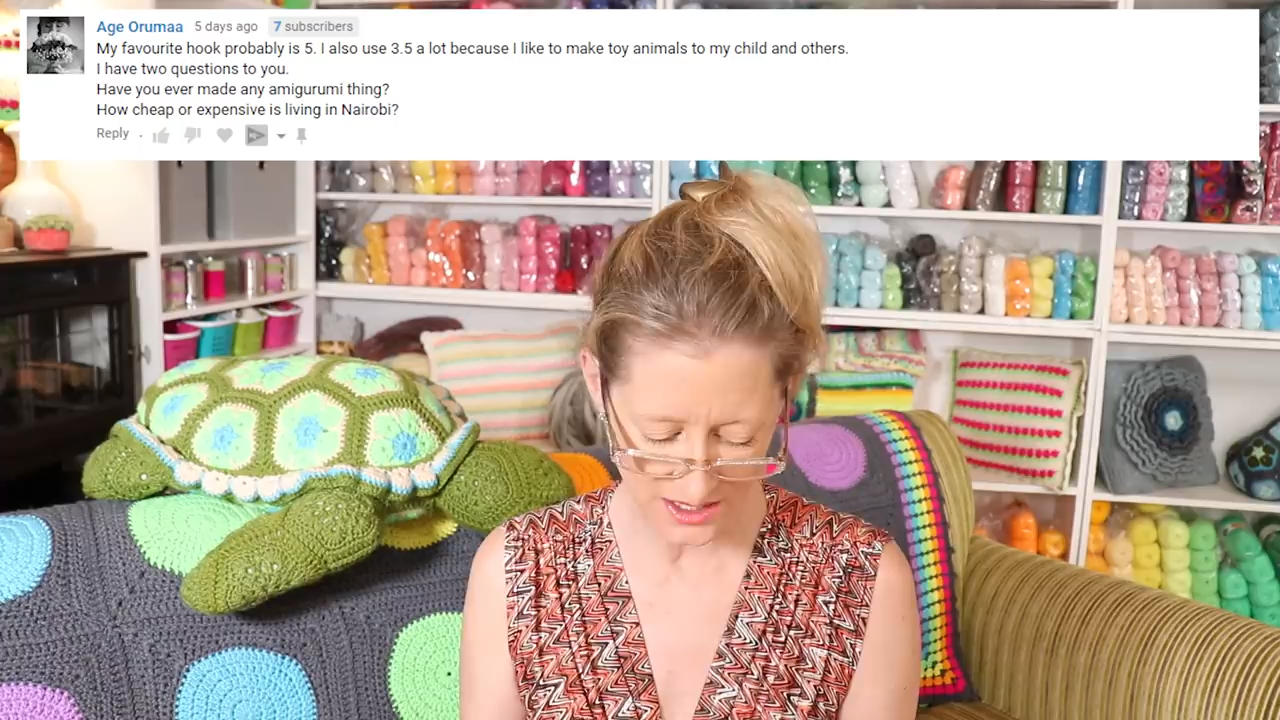 Age Orumaa 5 days ago 7 subscribers
My favourite hook probably is 5. I also use 3.5 a lot because I like to make toy animals to my child and others.
I have two questions to you.
Have you ever made any amigurumi thing?
How cheap or expensive is living in Nairobi?
Reply